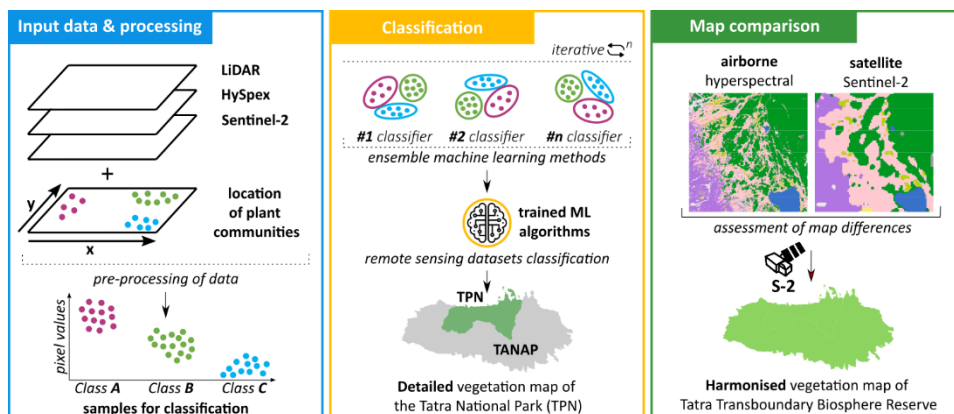 Input data & processing
LiDAR
HySpex
Sentinel-2
+
y
x
location
of plant
communities
pre-processing of data
pixel values
Class A Class B Class C
samples for classification
Classification
iterative n
#1 classifier #2 classifier #n classifier
ensemble machine learning methods
trained ML
algorithms
remote sensing datasets classification
TPN
TANAP
Detailed vegetation map of
the Tatra National Park (TPN)
Map comparison
airborne
hyperspectral
satellite
Sentinel-2
assessment of map differences
S-2
Harmonised vegetation map of
Tatra Transboundary Biosphere Reserve